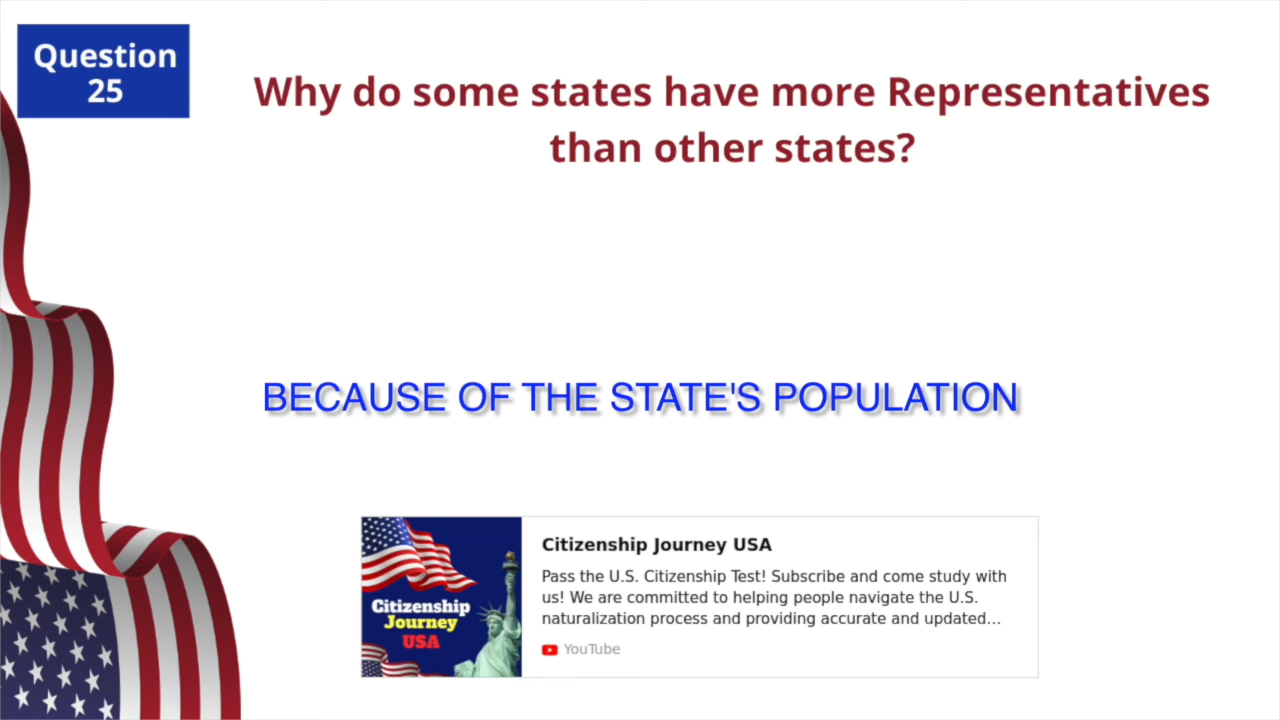 Question
25
Why do some states have more Representatives
than other states?
BECAUSE OF THE STATE'S POPULATION
Citizenship
Journey
USA
Citizenship Journey USA
Pass the U.S. Citizenship Test! Subscribe and come study with
us! We are committed to helping people navigate the U.S.
naturalization process and providing accurate and updated...
YouTube